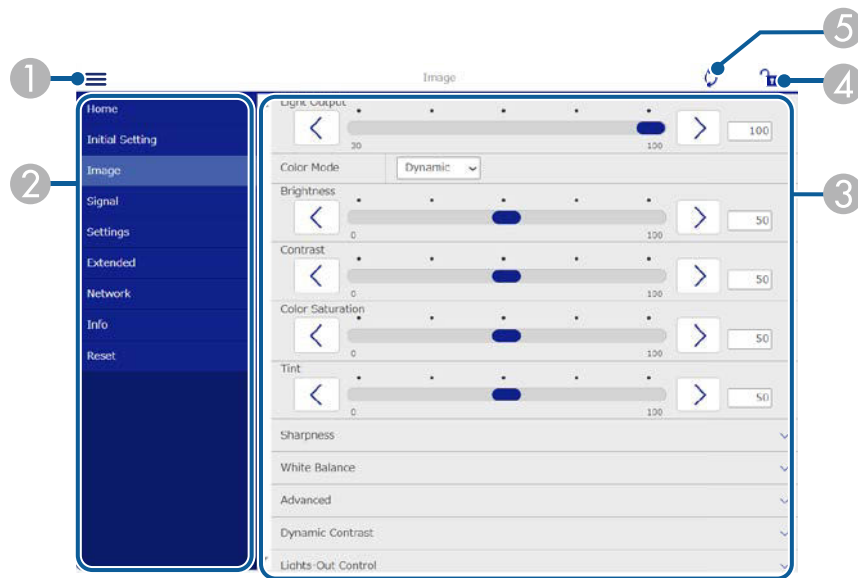 5
1
Image
4
Home
Initial Setting
Image
Signal
Settings
Extended
Network
Info
Reset
2
Light Output
30
100
100
Color Mode
Dynamic
Brightness
0
100
50
Contrast
0
100
50
Color Saturation
0
100
50
Tint
0
100
50
Sharpness
White Balance
Advanced
Dynamic Contrast
Lights-Out Control
3